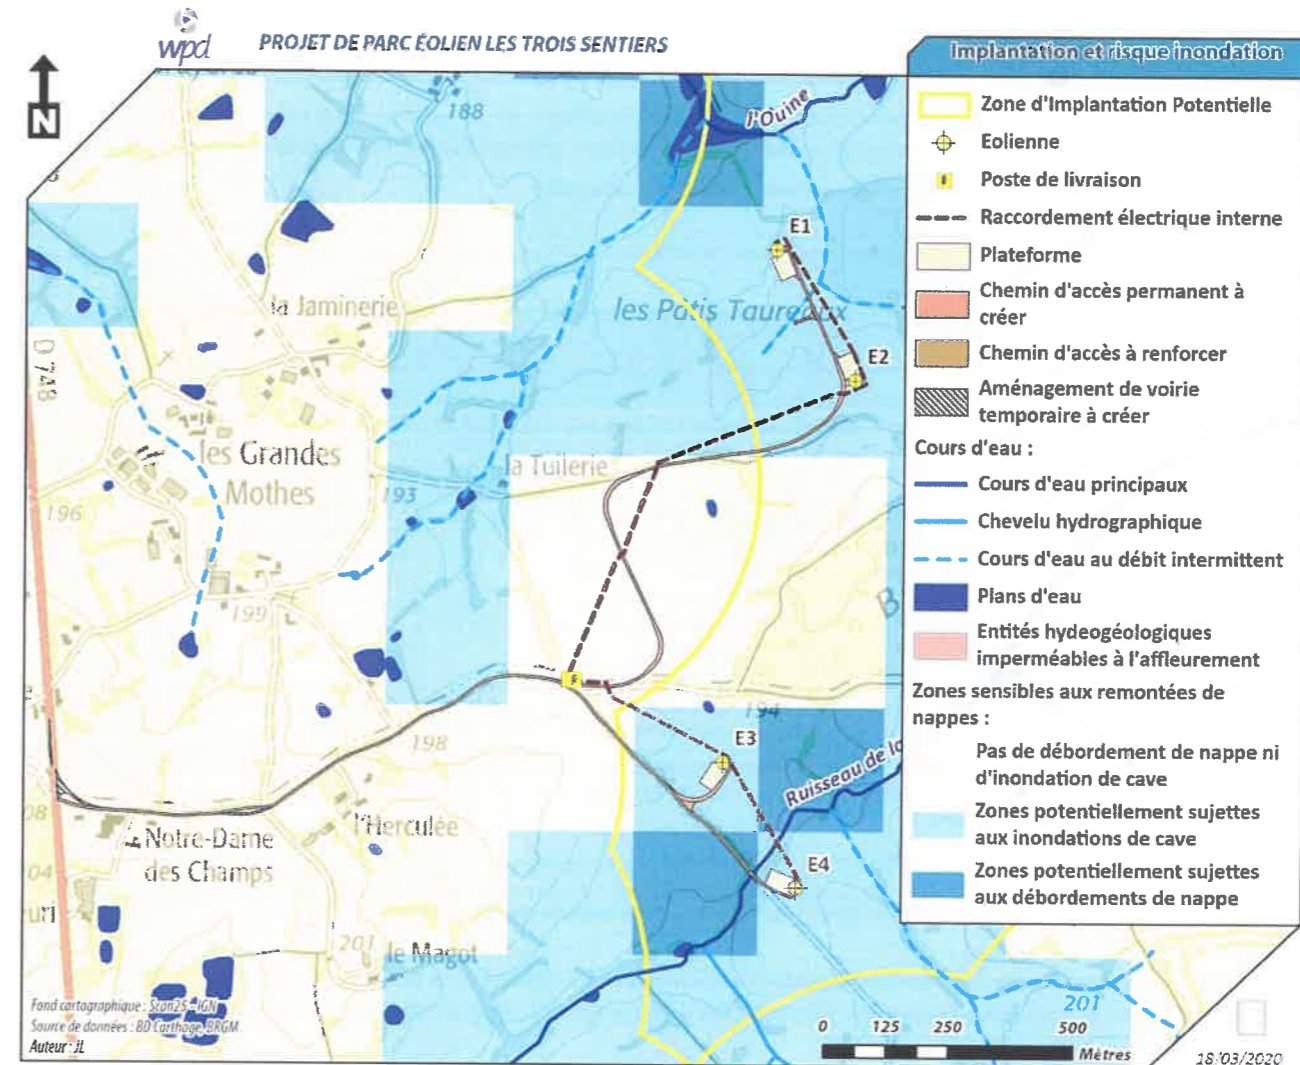 wpd
PROJET DE PARC ÉOLIEN LES TROIS SENTIERS
N
Implantation et risque inondation
Zone d'Implantation Potentielle
Eolienne
Poste de livraison
Raccordement électrique interne
Plateforme
Chemin d'accès permanent à
créer
Chemin d'accès à renforcer
Aménagement de voirie
temporaire à créer
Cours d'eau :
Cours d'eau principaux
Chevelu hydrographique
Cours d'eau au débit intermittent
Plans d'eau
Entités hydeogéologiques
imperméables à l'affleurement
Zones sensibles aux remontées de
nappes :
Pas de débordement de nappe ni
d'inondation de cave
Zones potentiellement sujettes
aux inondations de cave
Zones potentiellement sujettes
aux débordements de nappe
188
l'Ouine
E1
la Jaminerie
les Pâtis Taureaux
D 748
E2
les Grandes
Mothes
la Tuilerie
193
196
199
B
194
198
E3
Ruisseau de la
08
l'Herculée
Notre-Dame
des Champs
E4
04
201
le Magot
201
Fond cartographique : Scan25 - IGN
Source de données : BD Carthage, BRGM
Auteur : JL
0 125 250 500
Mètres
18/03/2020